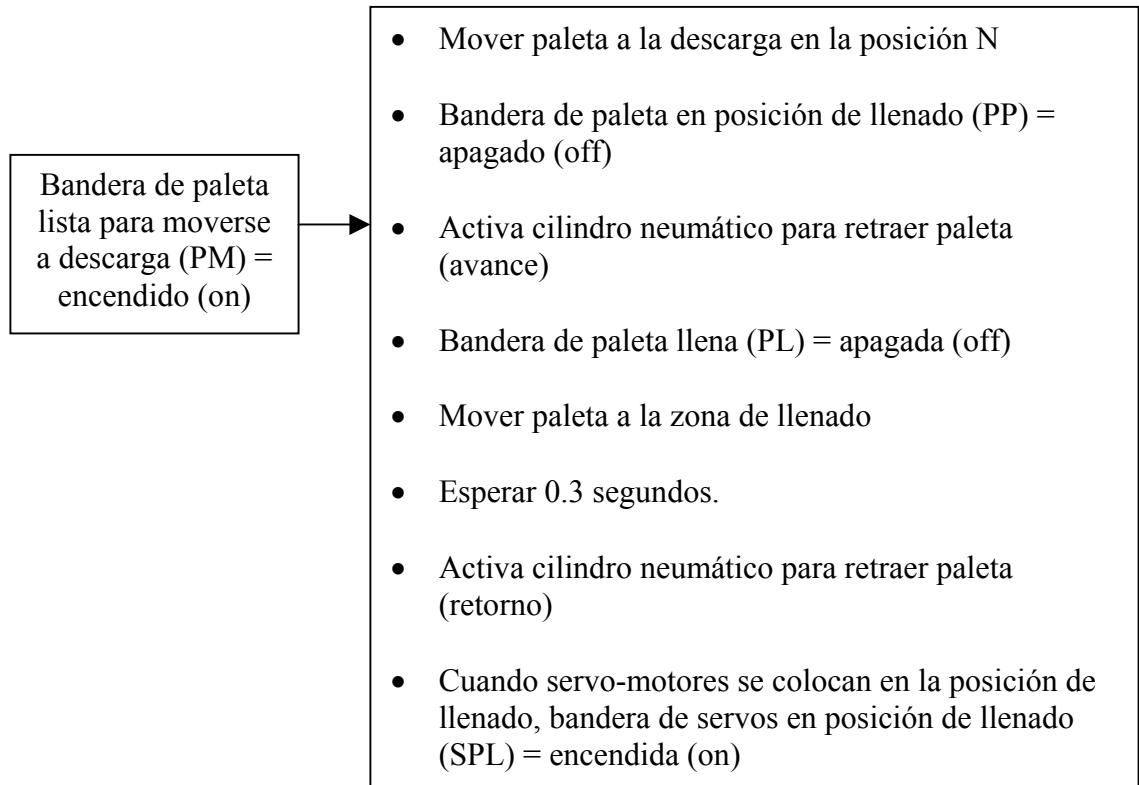 Bandera de paleta
lista para moverse
a descarga (PM) =
encendido (on)
• Mover paleta a la descarga en la posición N
• Bandera de paleta en posición de llenado (PP) =
apagado (off)
• Activa cilindro neumático para retraer paleta
(avance)
• Bandera de paleta llena (PL) = apagada (off)
• Mover paleta a la zona de llenado
• Esperar 0.3 segundos.
• Activa cilindro neumático para retraer paleta
(retorno)
• Cuando servo-motores se colocan en la posición de
llenado, bandera de servos en posición de llenado
(SPL) = encendida (on)